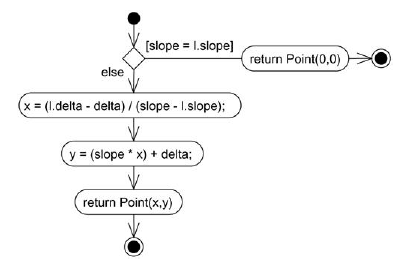 [slope = l.slope]
return Point(0,0)
else
x = (l.delta - delta) / (slope - l.slope);
y = (slope * x) + delta;
return Point(x,y)